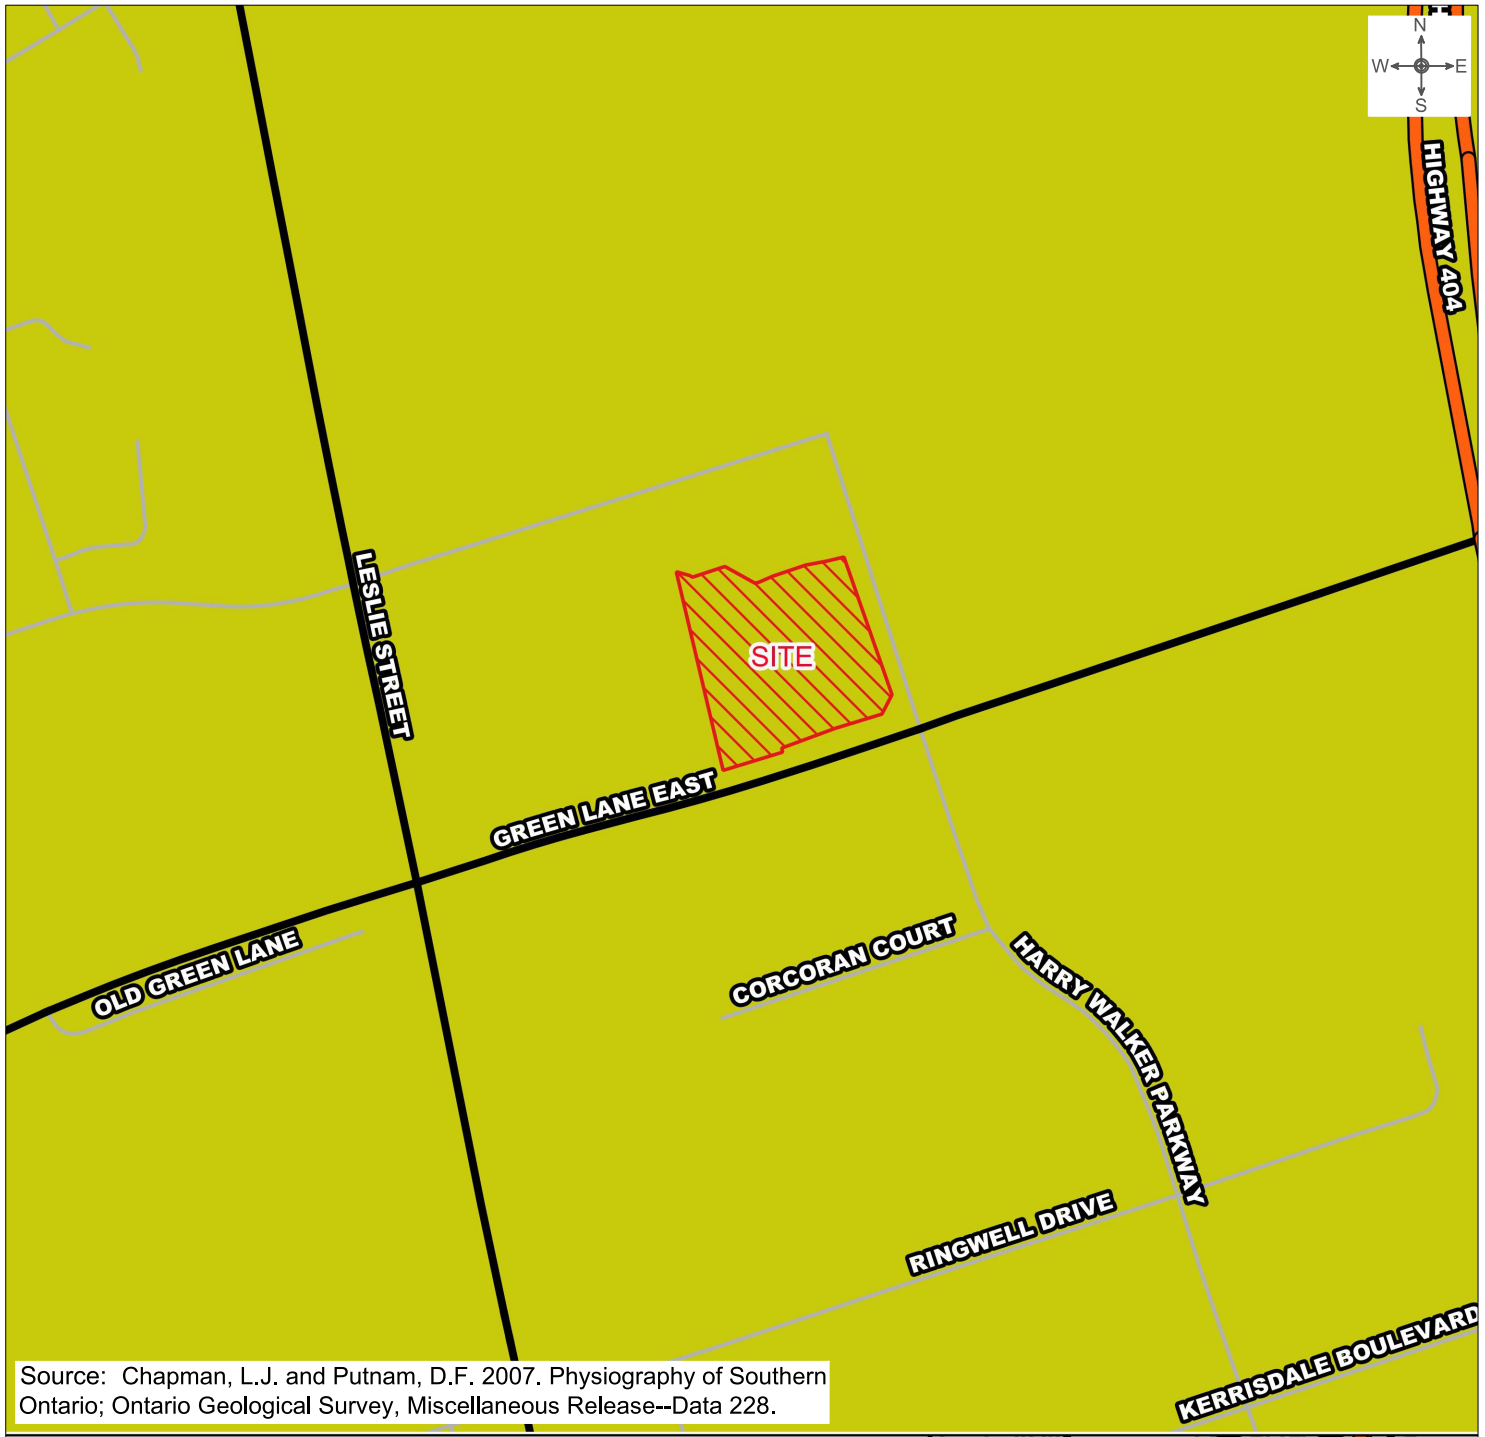 N
W E
S
HIGHWAY 404
LESLIE STREET
SITE
GREEN LANE EAST
OLD GREEN LANE
CORCORAN COURT
HARRY WALKER PARKWAY
RINGWELL DRIVE
KERRISDALE BOULEVARD
Source: Chapman, L.J. and Putnam, D.F. 2007. Physiography of Southern
Ontario; Ontario Geological Survey, Miscellaneous Release--Data 228.